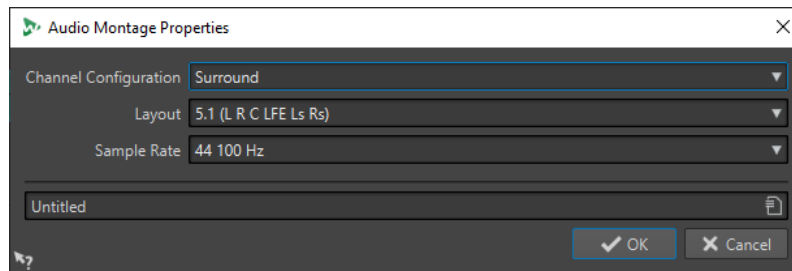 Audio Montage Properties
Channel Configuration Surround
Layout 5.1 (L R C LFE Ls Rs)
Sample Rate 44 100 Hz
Untitled
OK Cancel